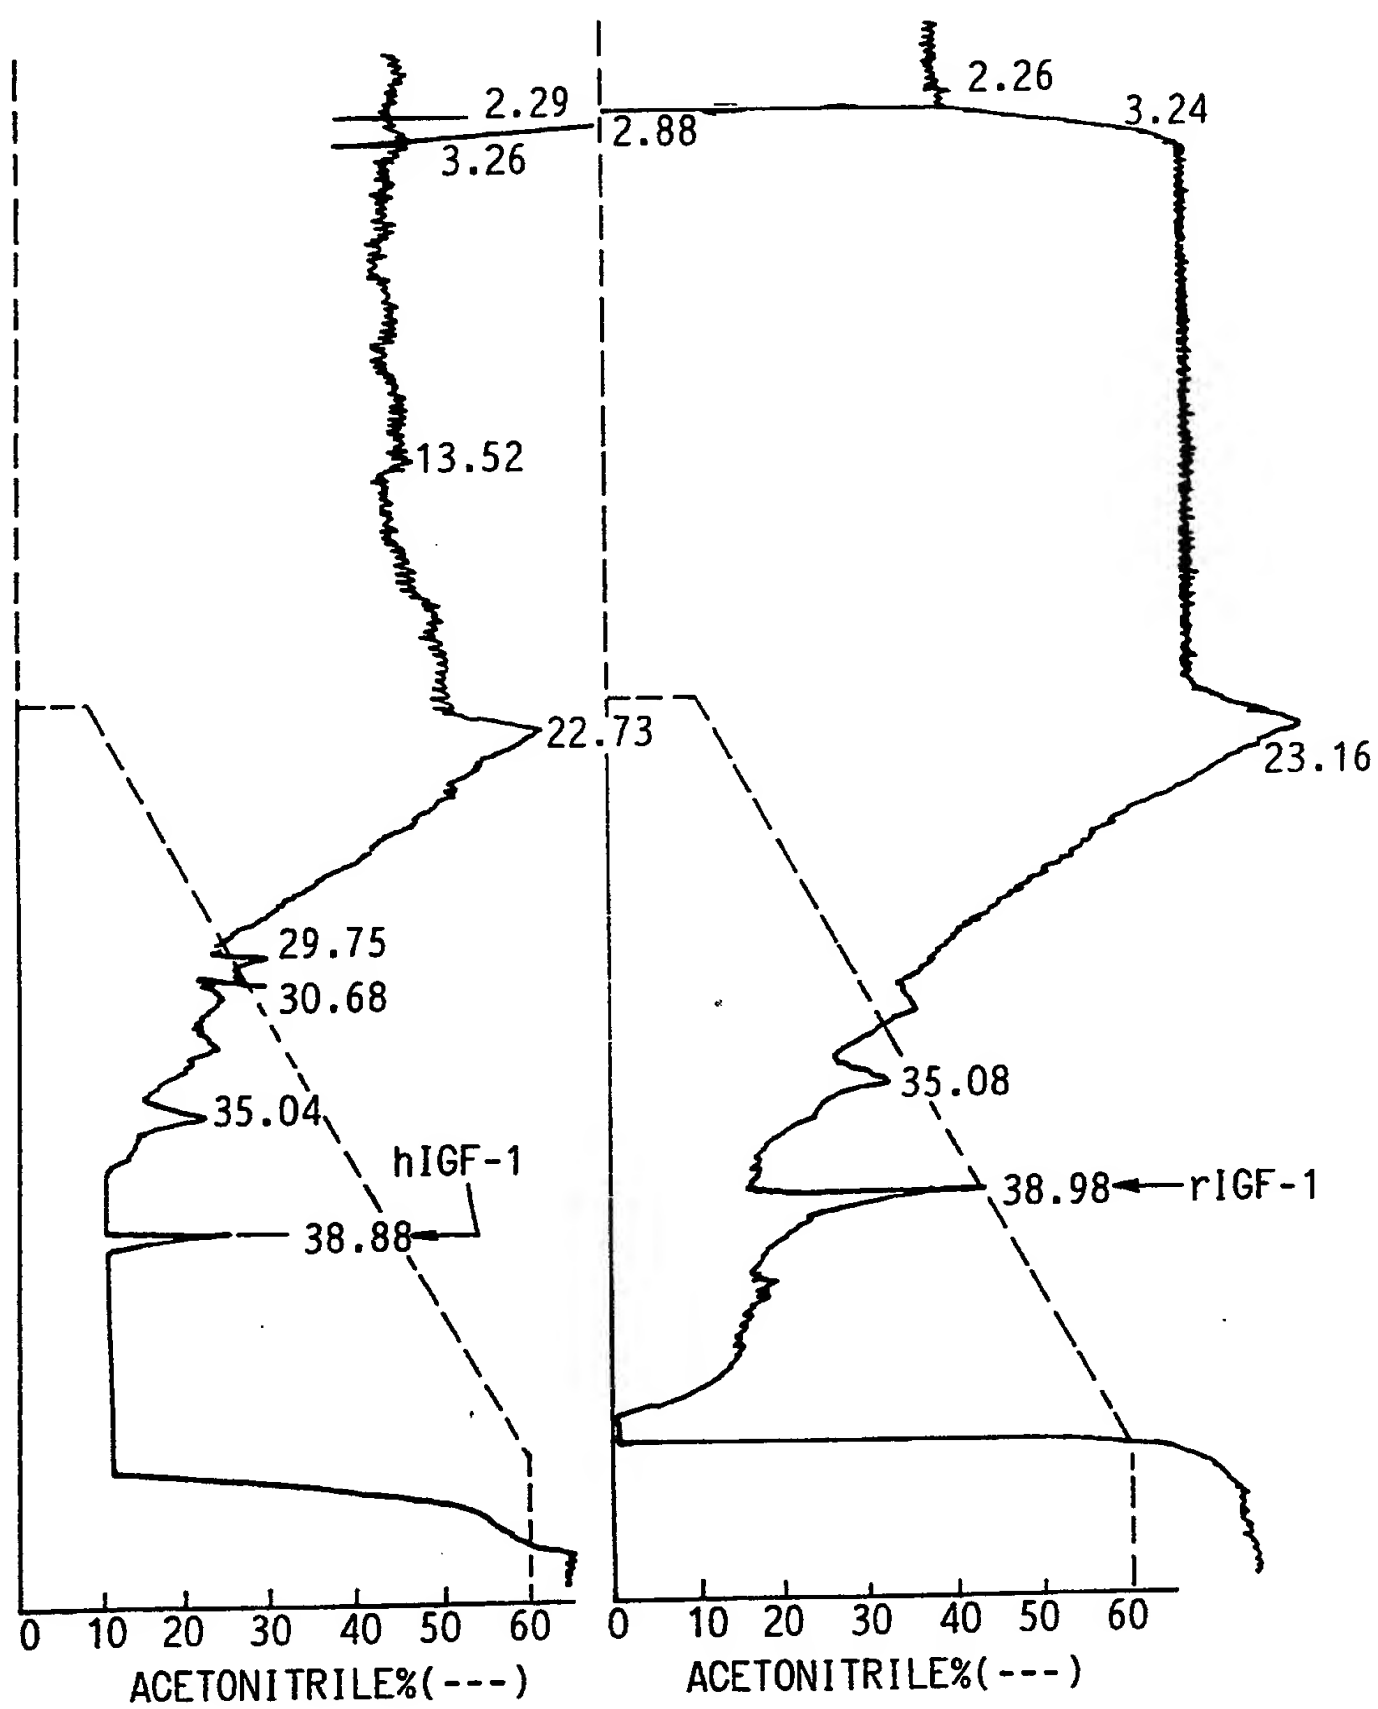 2.29
3.26
13.52
22.73
29.75
30.68
35.04
hIGF-1
38.88
0 10 20 30 40 50 60
ACETONITRILE%(---)
2.26
2.88
3.24
23.16
35.08
38.98
rIGF-1
0 10 20 30 40 50 60
ACETONITRILE%(---)